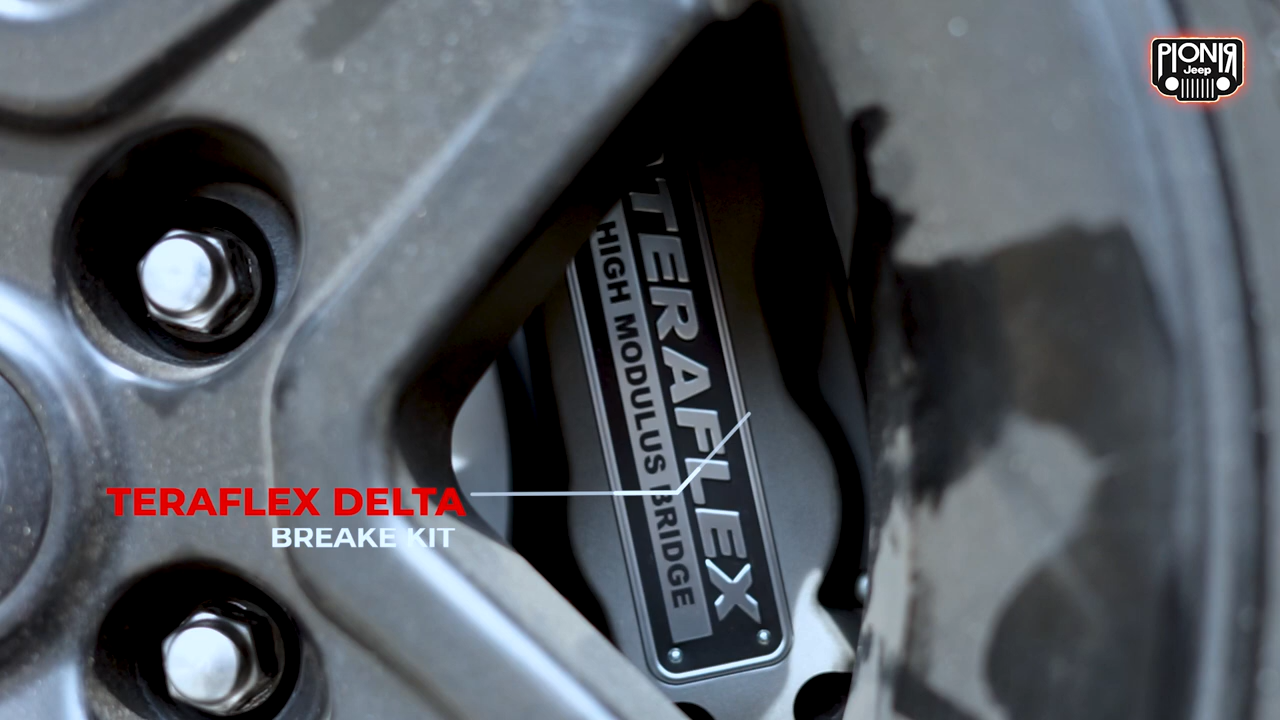 PIONIR
Jeep
TERAFLEX
HIGH MODULUS BRIDGE
TERAFLEX DELTA
BREAKE KIT